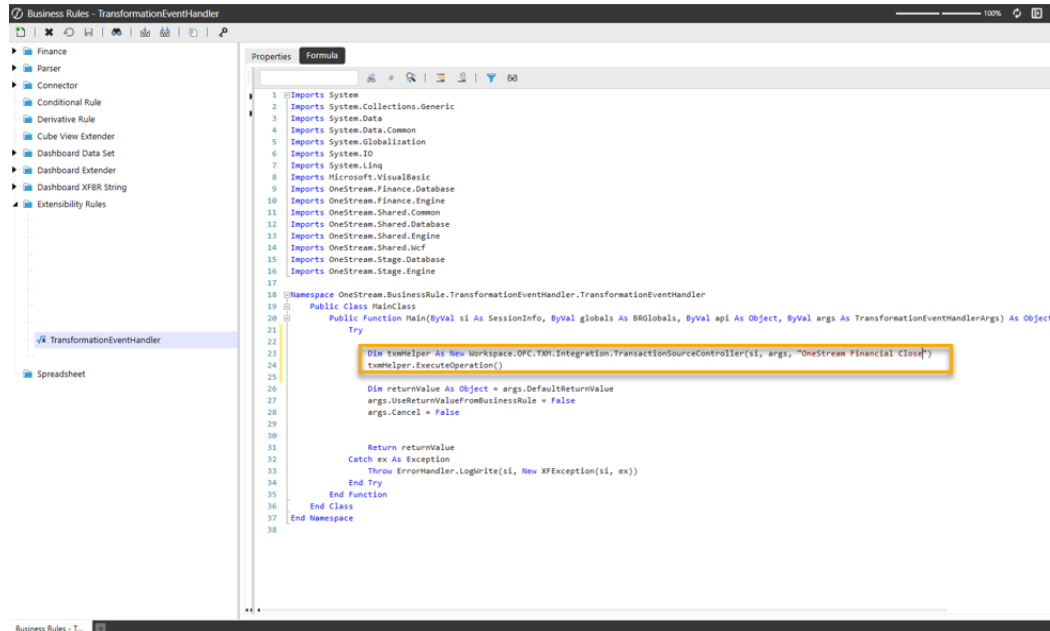 Business Rules - TransformationEventHandler
100%
Finance
Parser
Connector
Conditional Rule
Derivative Rule
Cube View Extender
Dashboard Data Set
Dashboard Extender
Dashboard XFBR String
Extensibility Rules
TransformationEventHandler
Spreadsheet
Properties
Formula
1 Imports System
2 Imports System.Collections.Generic
3 Imports System.Data
4 Imports System.Data.Common
5 Imports System.Globalization
6 Imports System.IO
7 Imports System.Linq
8 Imports Microsoft.VisualBasic
9 Imports OneStream.Finance.Database
10 Imports OneStream.Finance.Engine
11 Imports OneStream.Shared.Common
12 Imports OneStream.Shared.Database
13 Imports OneStream.Shared.Engine
14 Imports OneStream.Shared.Wcf
15 Imports OneStream.Stage.Database
16 Imports OneStream.Stage.Engine
17
18 Namespace OneStream.BusinessRule.TransformationEventHandler.TransformationEventHandler
19 Public Class MainClass
20 Public Function Main(ByVal si As SessionInfo, ByVal globals As BRGlobals, ByVal api As Object, ByVal args As TransformationEventHandlerArgs) As Object
21 Try
22
23 Dim txmHelper As New Workspace.OFC.TXM.Integration.TransactionSourceController(si, args, "OneStream Financial Close")
24 txmHelper.ExecuteOperation()
25
26 Dim returnValue As Object = args.DefaultReturnValue
27 args.UseReturnValueFromBusinessRule = False
28 args.Cancel = False
29
30
31 Return returnValue
32 Catch ex As Exception
33 Throw ErrorHandler.LogWrite(si, New XFException(si, ex))
34 End Try
35 End Function
36 End Class
37 End Namespace
38
Business Rules - T...